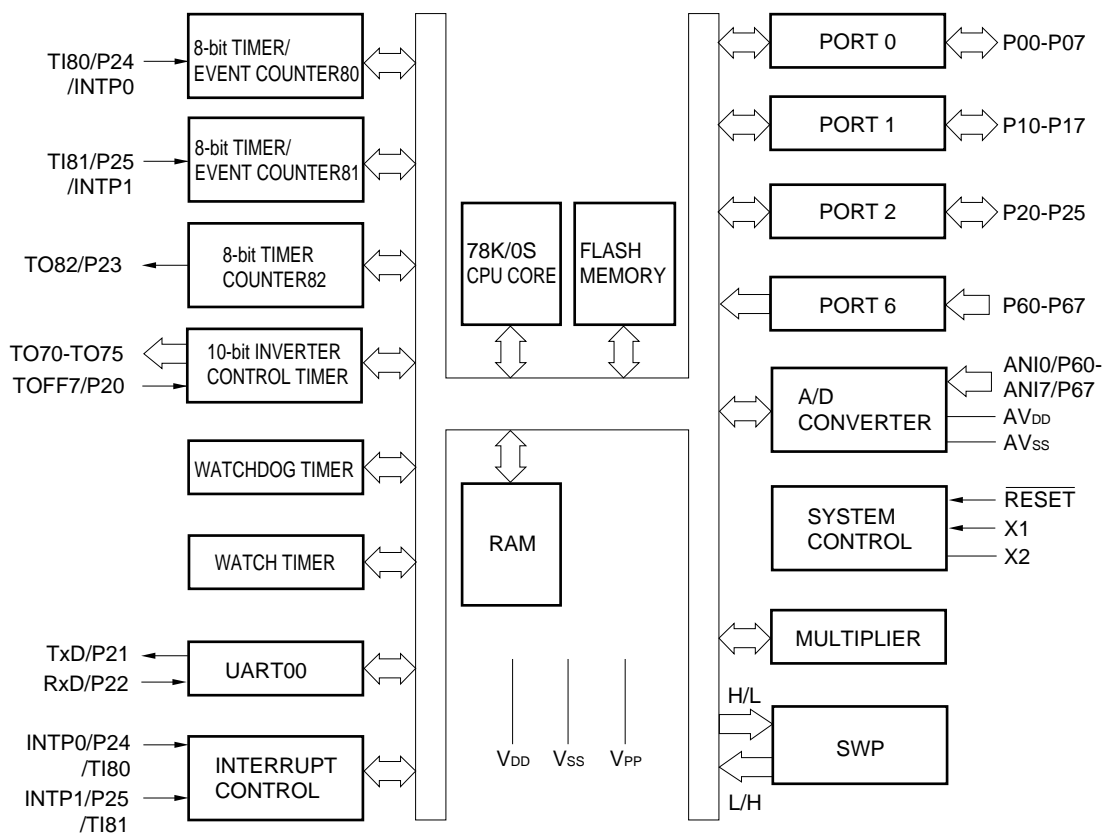 TI80/P24
/INTP0
8-bit TIMER/
EVENT COUNTER80
TI81/P25
/INTP1
8-bit TIMER/
EVENT COUNTER81
TO82/P23
8-bit TIMER
COUNTER82
TO70-TO75
TOFF7/P20
10-bit INVERTER
CONTROL TIMER
WATCHDOG TIMER
WATCH TIMER
TxD/P21
RxD/P22
UART00
INTP0/P24
/TI80
INTP1/P25
/TI81
INTERRUPT
CONTROL
78K/0S
CPU CORE
FLASH
MEMORY
RAM
VDD
VSS
VPP
PORT 0
P00-P07
PORT 1
P10-P17
PORT 2
P20-P25
PORT 6
P60-P67
A/D
CONVERTER
ANI0/P60-
ANI7/P67
AVDD
AVSS
SYSTEM
CONTROL
RESET
X1
X2
MULTIPLIER
H/L
SWP
L/H